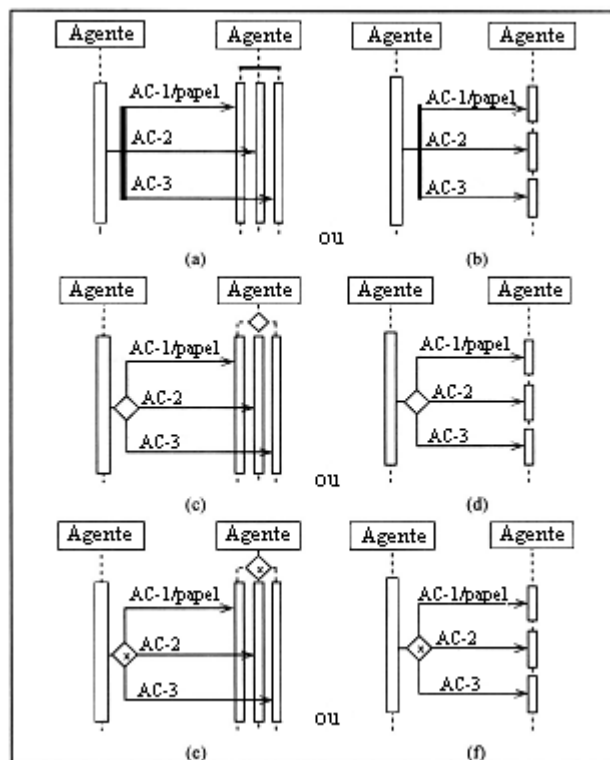 Agente Agente Agente Agente
AC-1/papel AC-1/papel
AC-2 AC-2
AC-3 AC-3
ou
(a) (b)
Agente Agente Agente Agente
AC-1/papel AC-1/papel
AC-2 AC-2
AC-3 AC-3
ou
(c) (d)
Agente Agente Agente Agente
AC-1/papel AC-1/papel
x x x
AC-2 AC-2
AC-3 AC-3
ou
(e) (f)